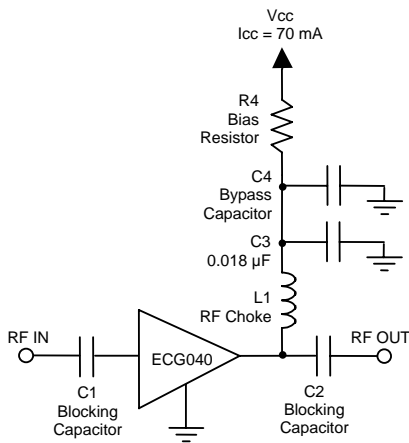 Vcc
Icc = 70 mA
R4
Bias
Resistor
C4
Bypass
Capacitor
C3
0.018 µF
L1
RF Choke
RF IN
ECG040
RF OUT
C1
Blocking
Capacitor
C2
Blocking
Capacitor